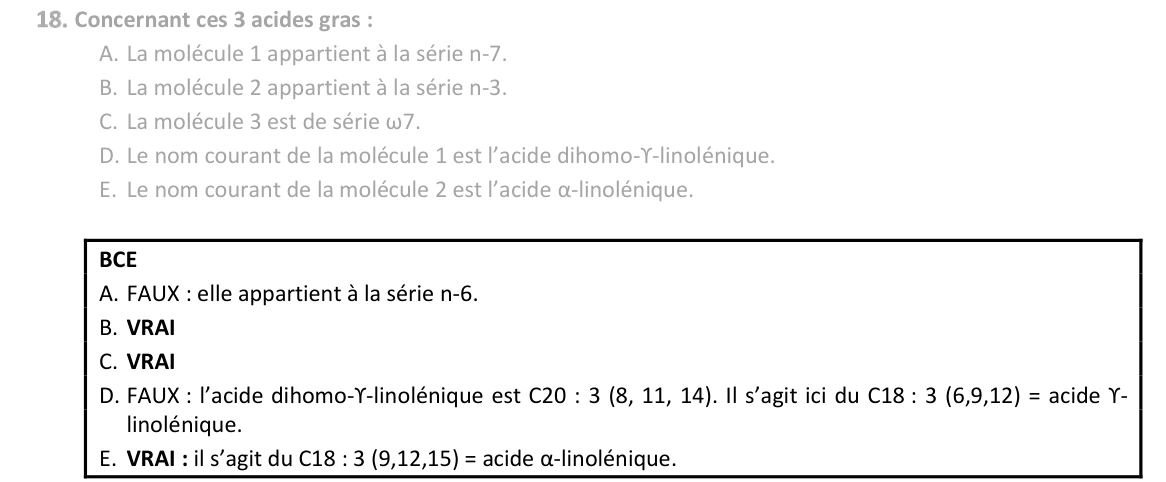 18. Concernant ces 3 acides gras :
A. La molécule 1 appartient à la série n-7.
B. La molécule 2 appartient à la série n-3.
C. La molécule 3 est de série ω7.
D. Le nom courant de la molécule 1 est l’acide dihomo-ϒ-linolénique.
E. Le nom courant de la molécule 2 est l’acide α-linolénique.
BCE
A. FAUX : elle appartient à la série n-6.
B. VRAI
C. VRAI
D. FAUX : l’acide dihomo-ϒ-linolénique est C20 : 3 (8, 11, 14). Il s’agit ici du C18 : 3 (6,9,12) = acide ϒ-
linolénique.
E. VRAI : il s’agit du C18 : 3 (9,12,15) = acide α-linolénique.